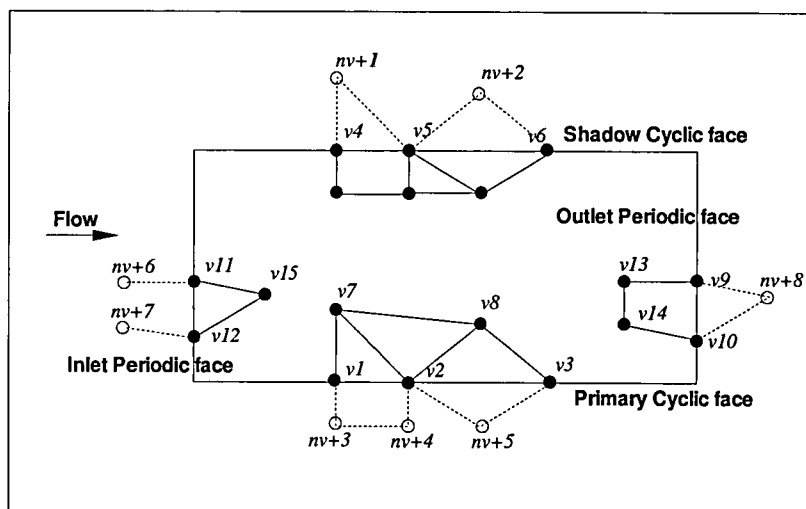 nv+1
nv+2
v4
v5
v6
Shadow Cyclic face
Outlet Periodic face
Flow
nv+6
v11
v15
v13
v9
nv+8
nv+7
v12
v7
v8
v14
v10
Inlet Periodic face
v1
v2
v3
Primary Cyclic face
nv+3
nv+4
nv+5